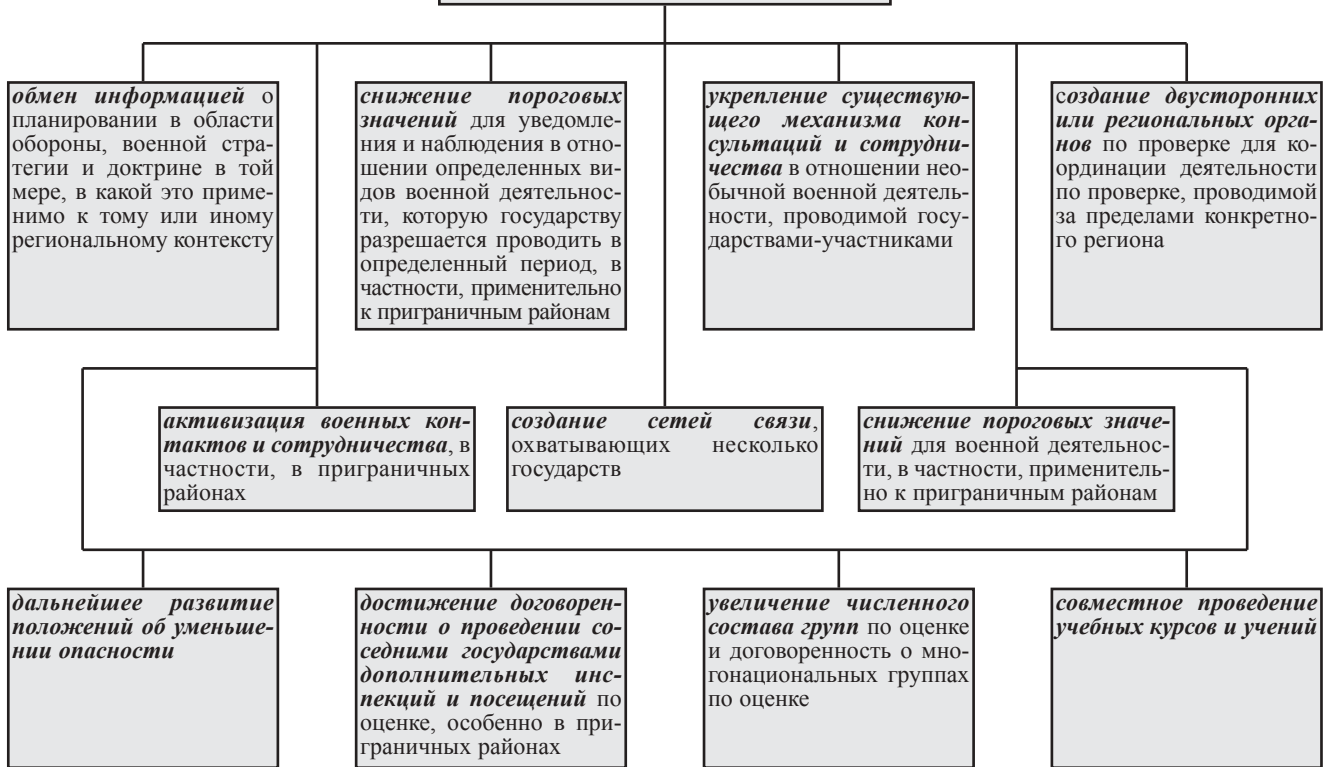 обмен информацией о
планировании в области
обороны, военной стра-
тегии и доктрине в той
мере, в какой это приме-
нимо к тому или иному
региональному контексту
снижение пороговых
значений для уведомле-
ния и наблюдения в отно-
шении определенных ви-
дов военной деятельнос-
ти, которую государству
разрешается проводить в
определенный период, в
частности, применительно
к приграничным районам
укрепление существую-
щего механизма кон-
сультаций и сотрудни-
чества в отношении нео-
бычной военной деятель-
ности, проводимой госу-
дарствами-участниками
создание двусторонних
или региональных орга-
нов по проверке для ко-
ординации деятельности
по проверке, проводимой
за пределами конкретно-
го региона
активизация военных кон-
тактов и сотрудничества, в
частности, в приграничных
районах
создание сетей связи,
охватывающих несколько
государств
снижение пороговых значе-
ний для военной деятельнос-
ти, в частности, применитель-
но к приграничным районам
дальнейшее развитие
положений об уменьше-
нии опасности
достижение договорен-
ности о проведении со-
седними государствами
дополнительных инс-
пекций и посещений по
оценке, особенно в при-
граничных районах
увеличение численного
состава групп по оценке
и договоренность о мно-
гонациональных группах
по оценке
совместное проведение
учебных курсов и учений